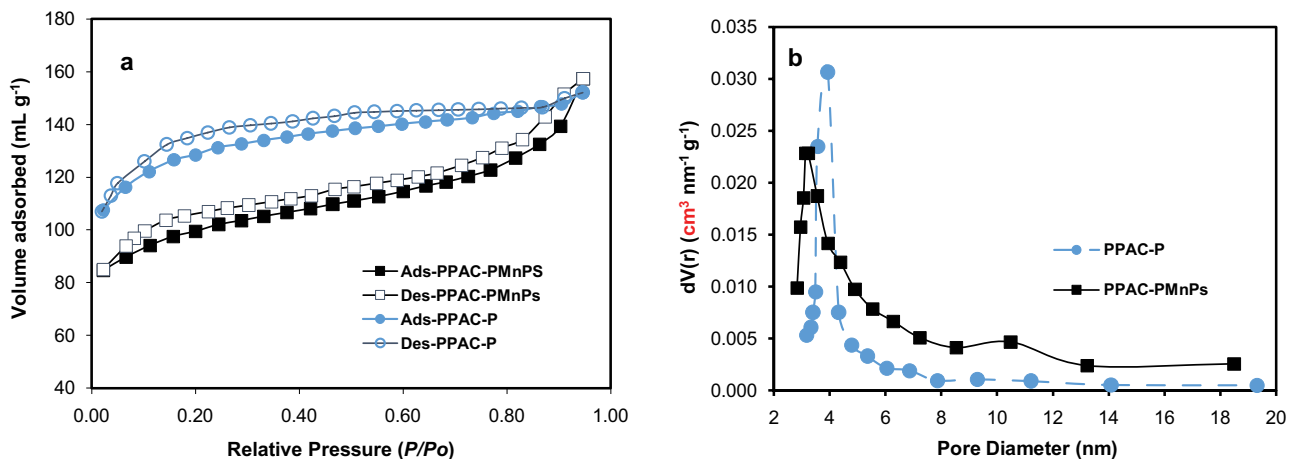 a
Volume adsorbed (mL g⁻¹)
180
160
140
120
100
80
60
40
0.00 0.20 0.40 0.60 0.80 1.00
Relative Pressure (P/Po)
Ads-PPAC-PMnPS
Des-PPAC-PMnPs
Ads-PPAC-P
Des-PPAC-P
b
dV(r) (cm³ nm⁻¹ g⁻¹)
0.035
0.030
0.025
0.020
0.015
0.010
0.005
0.000
2 4 6 8 10 12 14 16 18 20
Pore Diameter (nm)
PPAC-P
PPAC-PMnPs